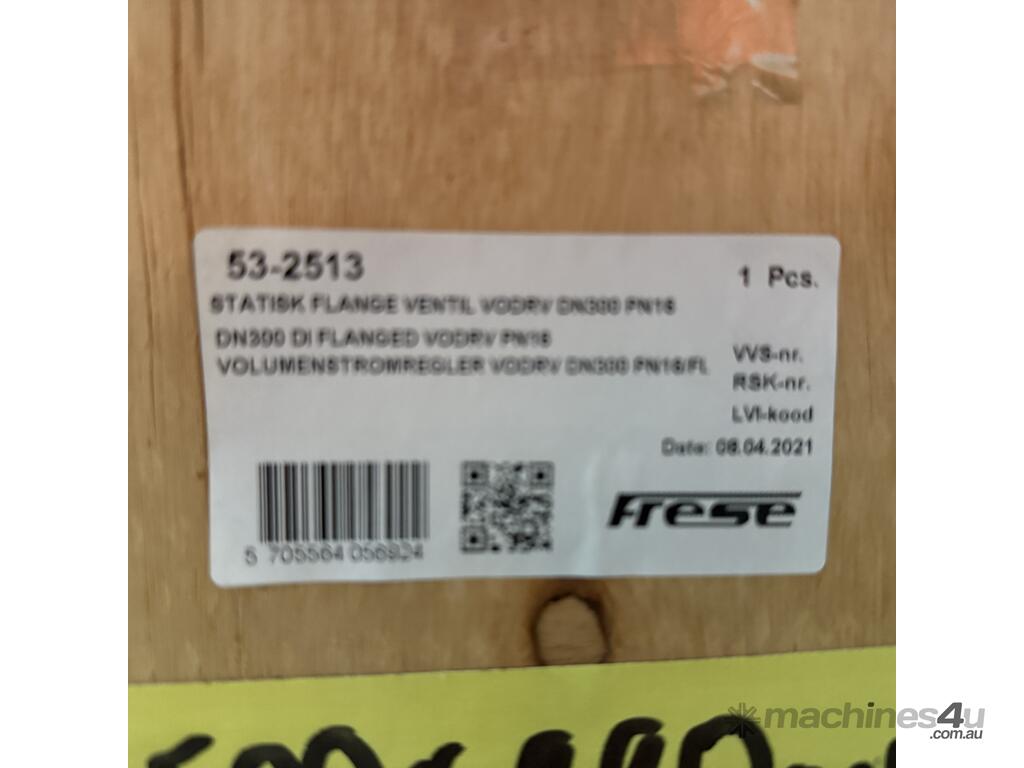 53-2513
1 Pcs.
STATISK FLANGE VENTIL VODRV DN300 PN16
DN300 DI FLANGED VODRV PN16
VOLUMENSTROMREGLER VODRV DN300 PN16/FL
VVS-nr.
RSK-nr.
LVI-kood
Date: 08.04.2021
Frese
5 705564 056924
machines4u
.com.au